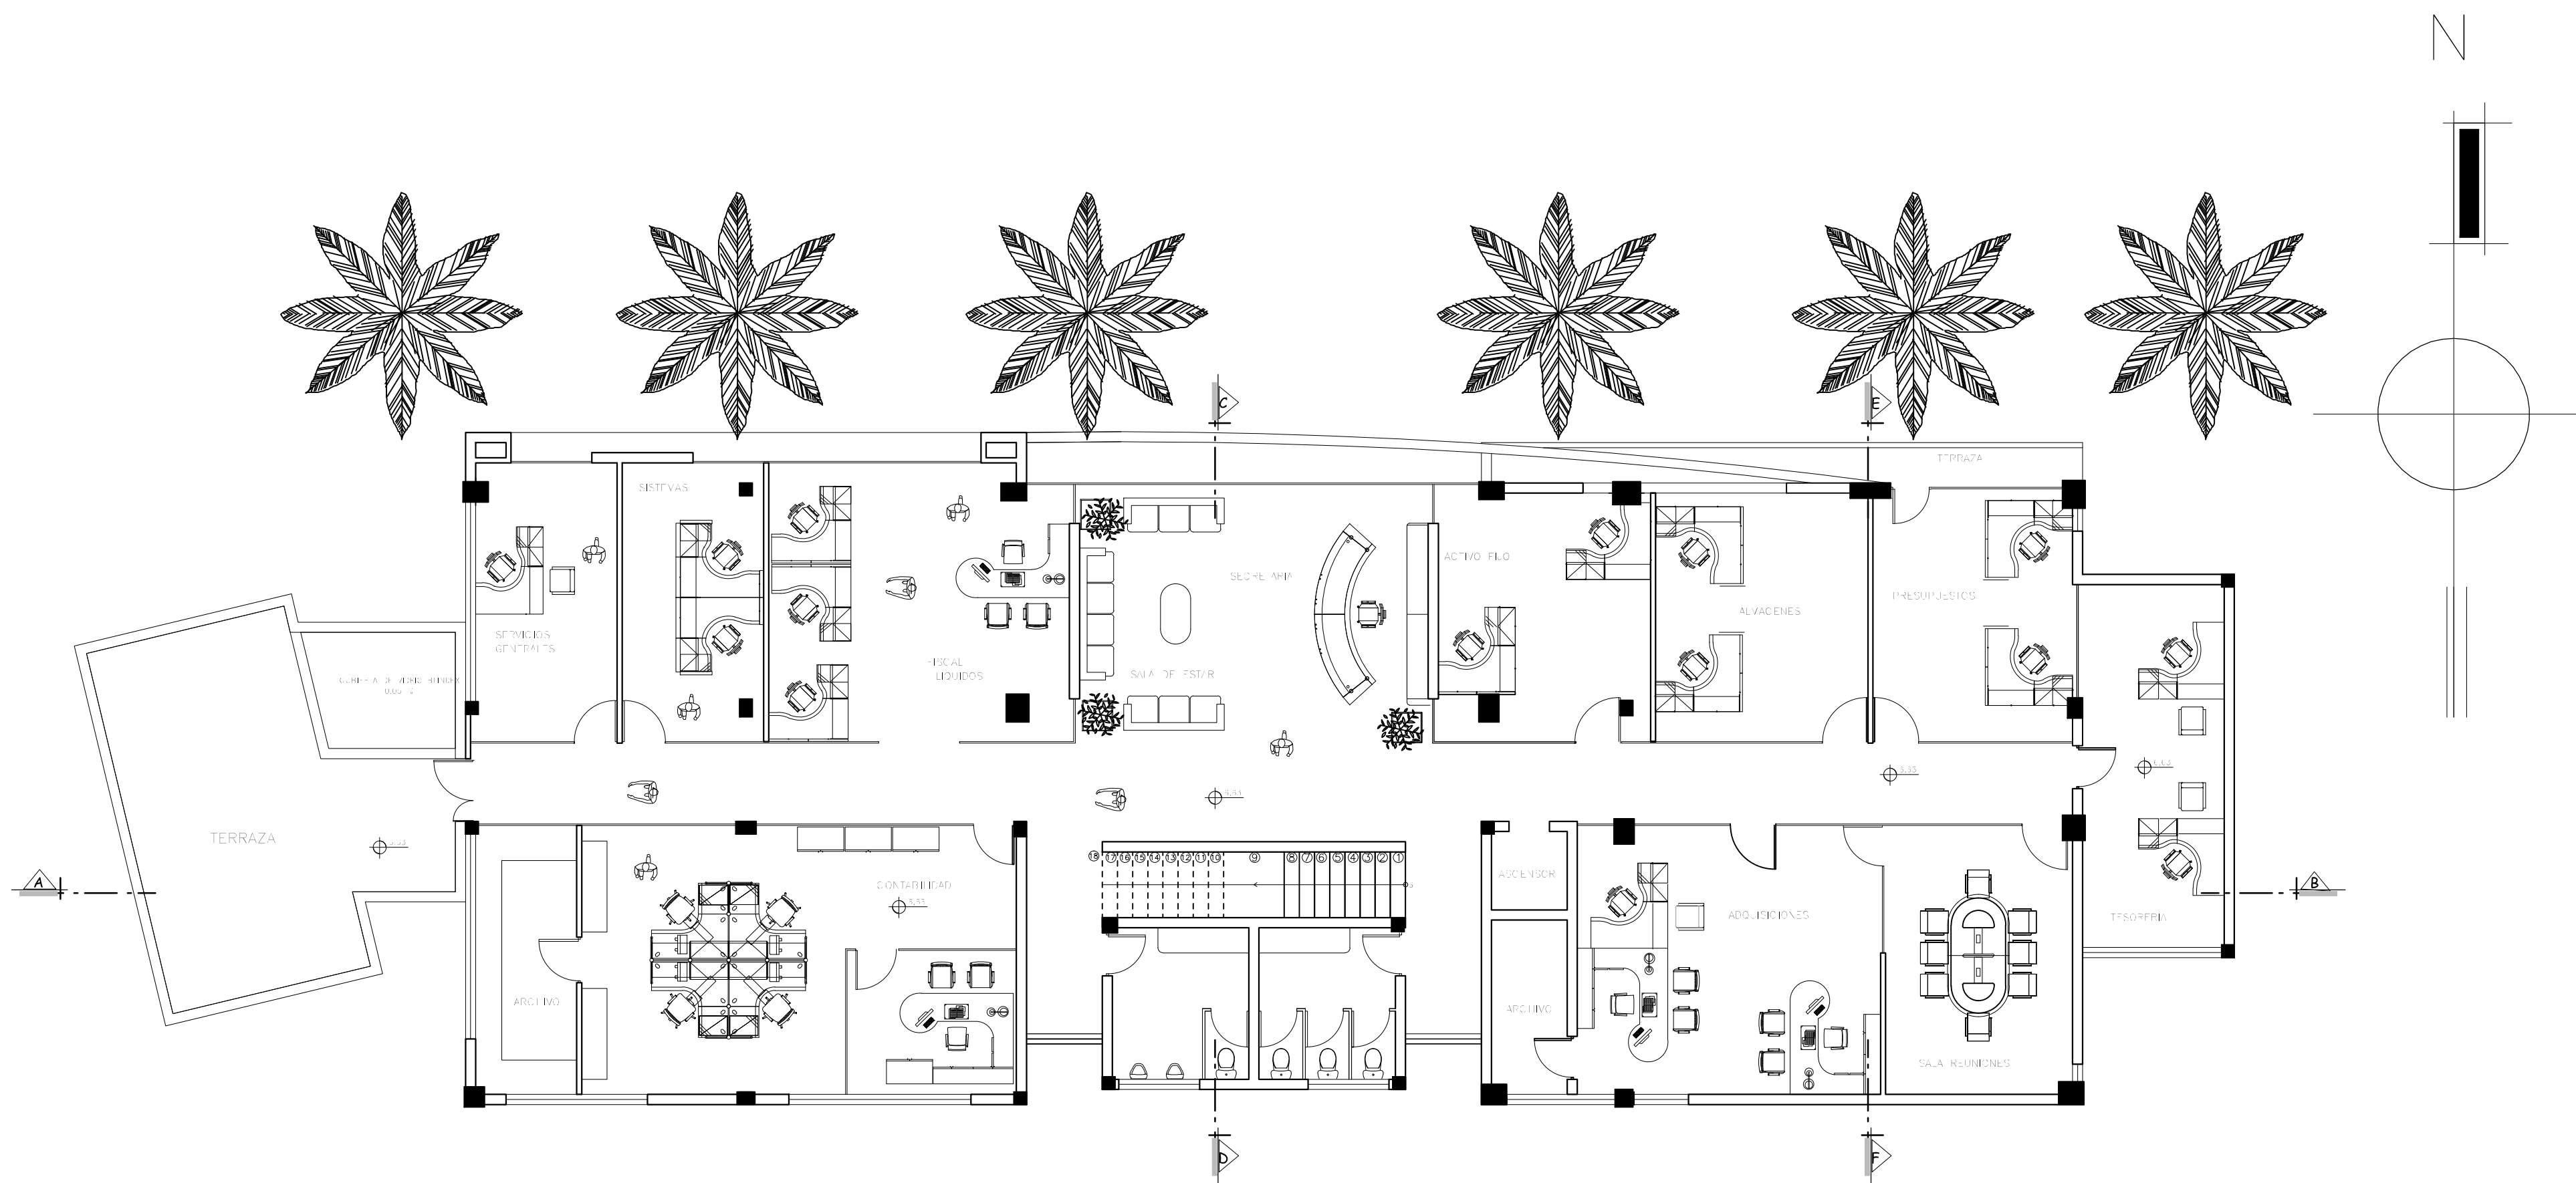 N
C
E
TERRAZA
SISTEMAS
ACTIVO FIJO
SECRETARIA
PRESUPUESTOS
ALMACENES
SERVICIOS
GENERALES
FISCAL
LIQUIDOS
SALA DE ESTAR
TERRAZA
18 17 16 15 14 13 12 11 10 9 8 7 6 5 4 3 2 1
ASCENSOR
CONTABILIDAD
A
B
ADQUISICIONES
TESORERIA
ARCHIVO
ARCHIVO
SALA REUNIONES
D
F